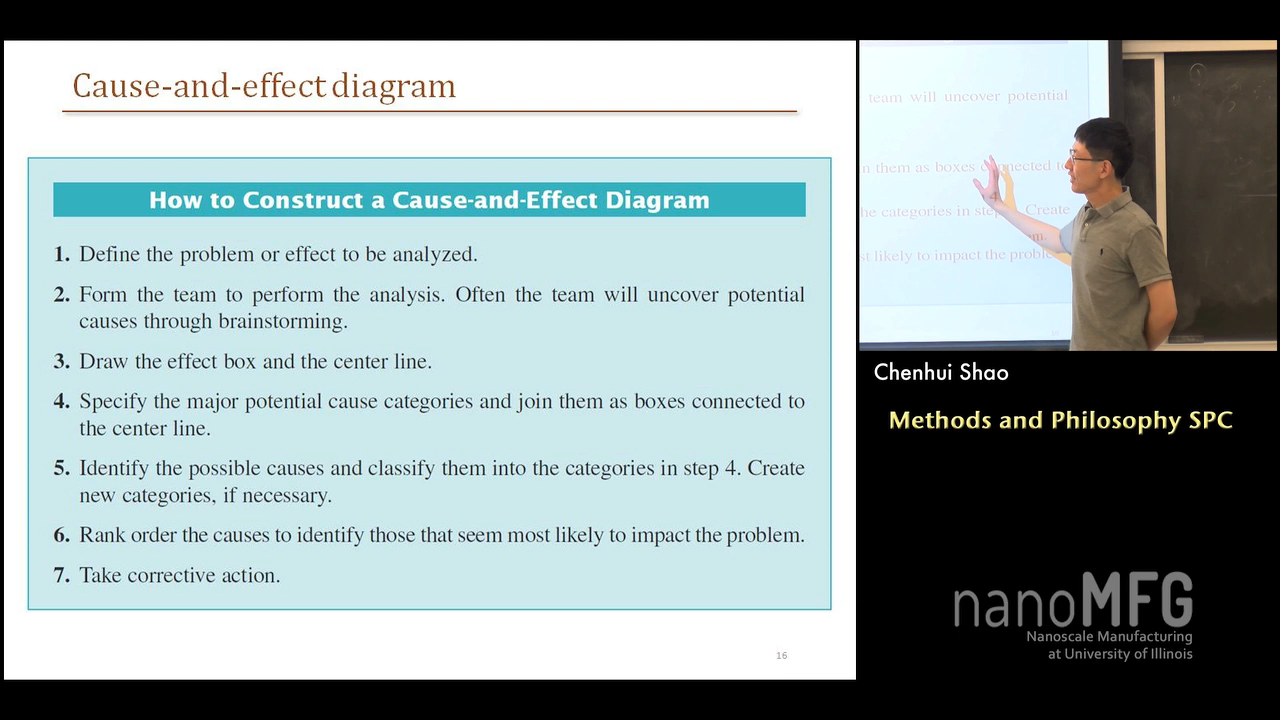 Cause-and-effect diagram
How to Construct a Cause-and-Effect Diagram
1. Define the problem or effect to be analyzed.
2. Form the team to perform the analysis. Often the team will uncover potential
causes through brainstorming.
3. Draw the effect box and the center line.
4. Specify the major potential cause categories and join them as boxes connected to
the center line.
5. Identify the possible causes and classify them into the categories in step 4. Create
new categories, if necessary.
6. Rank order the causes to identify those that seem most likely to impact the problem.
7. Take corrective action.
16
team will uncover potential
them as boxes connected to
categories in step 4. Create
likely to impact the
Chenhui Shao
Methods and Philosophy SPC
nanoMFG
Nanoscale Manufacturing
at University of Illinois